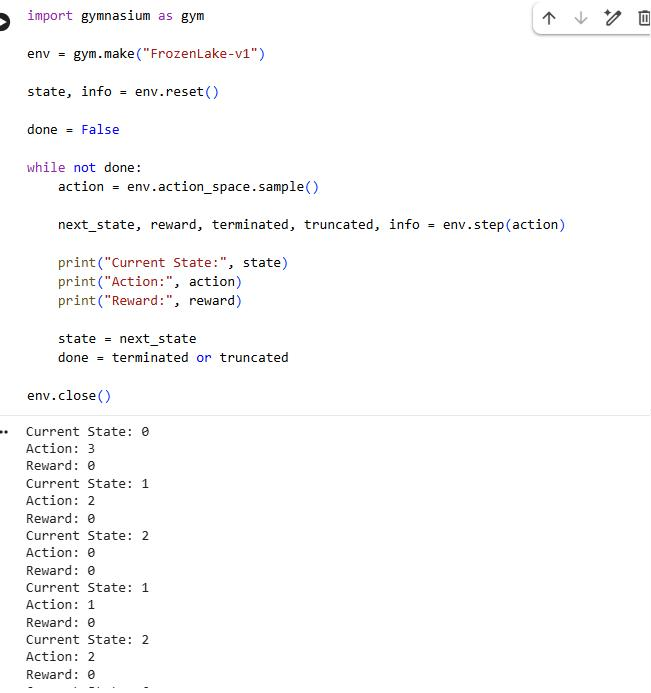 import gymnasium as gym
env = gym.make("FrozenLake-v1")
state, info = env.reset()
done = False
while not done:
action = env.action_space.sample()
next_state, reward, terminated, truncated, info = env.step(action)
print("Current State:", state)
print("Action:", action)
print("Reward:", reward)
state = next_state
done = terminated or truncated
env.close()
Current State: 0
Action: 3
Reward: 0
Current State: 1
Action: 2
Reward: 0
Current State: 2
Action: 0
Reward: 0
Current State: 1
Action: 1
Reward: 0
Current State: 2
Action: 2
Reward: 0